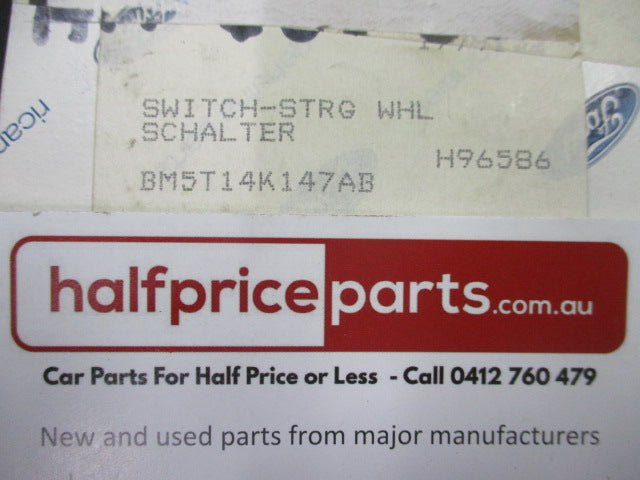 SWITCH-STRG WHL
SCHALTER
H96586
BM5T14K147AB
rican
halfpriceparts.com.au
Car Parts For Half Price or Less - Call 0412 760 479
New and used parts from major manufacturers